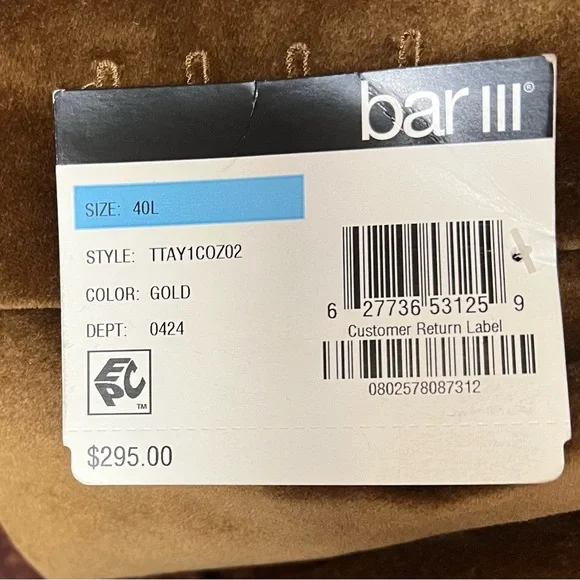 bar III®
SIZE: 40L
STYLE: TTAY1COZ02
COLOR: GOLD
DEPT: 0424
EPC TM
6 27736 53125 9
Customer Return Label
0802578087312
$295.00